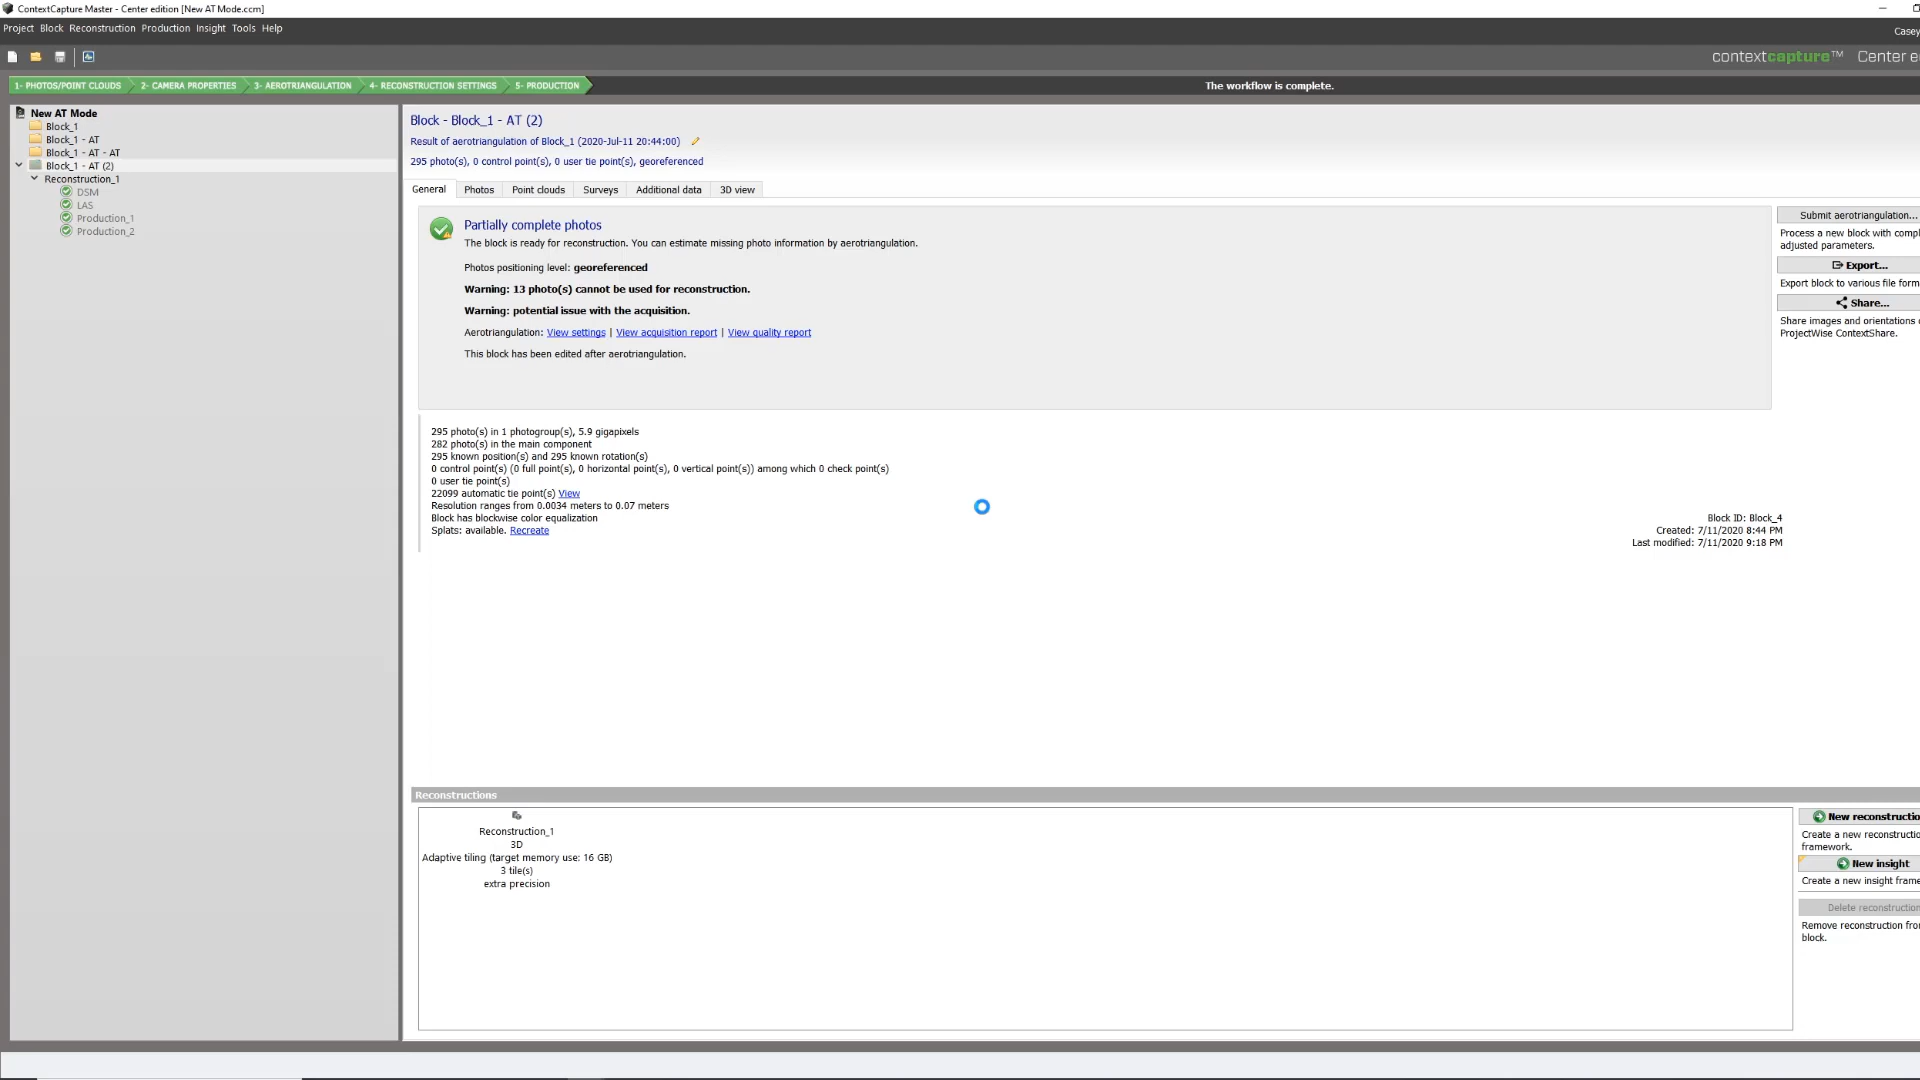 ContextCapture Master - Center edition [New AT Mode.ccm]
Project Block Reconstruction Production Insight Tools Help
Casey
contextcapture™ Center e
1- PHOTOS/POINT CLOUDS 2- CAMERA PROPERTIES 3- AEROTRIANGULATION 4- RECONSTRUCTION SETTINGS 5- PRODUCTION
The workflow is complete.
New AT Mode
Block_1
Block_1 - AT
Block_1 - AT - AT
Block_1 - AT (2)
Reconstruction_1
DSM
LAS
Production_1
Production_2
Block - Block_1 - AT (2)
Result of aerotriangulation of Block_1 (2020-Jul-11 20:44:00)
295 photo(s), 0 control point(s), 0 user tie point(s), georeferenced
General Photos Point clouds Surveys Additional data 3D view
Partially complete photos
The block is ready for reconstruction. You can estimate missing photo information by aerotriangulation.
Photos positioning level: georeferenced
Warning: 13 photo(s) cannot be used for reconstruction.
Warning: potential issue with the acquisition.
Aerotriangulation: View settings | View acquisition report | View quality report
This block has been edited after aerotriangulation.
Submit aerotriangulation...
Process a new block with compl
adjusted parameters.
Export...
Export block to various file form
Share...
Share images and orientations
ProjectWise ContextShare.
295 photo(s) in 1 photogroup(s), 5.9 gigapixels
282 photo(s) in the main component
295 known position(s) and 295 known rotation(s)
0 control point(s) (0 full point(s), 0 horizontal point(s), 0 vertical point(s)) among which 0 check point(s)
0 user tie point(s)
22099 automatic tie point(s) View
Resolution ranges from 0.0034 meters to 0.07 meters
Block has blockwise color equalization
Splats: available. Recreate
Block ID: Block_4
Created: 7/11/2020 8:44 PM
Last modified: 7/11/2020 9:18 PM
Reconstructions
Reconstruction_1
3D
Adaptive tiling (target memory use: 16 GB)
3 tile(s)
extra precision
New reconstructio
Create a new reconstructio
framework.
New insight
Create a new insight frame
Delete reconstruction
Remove reconstruction fro
block.